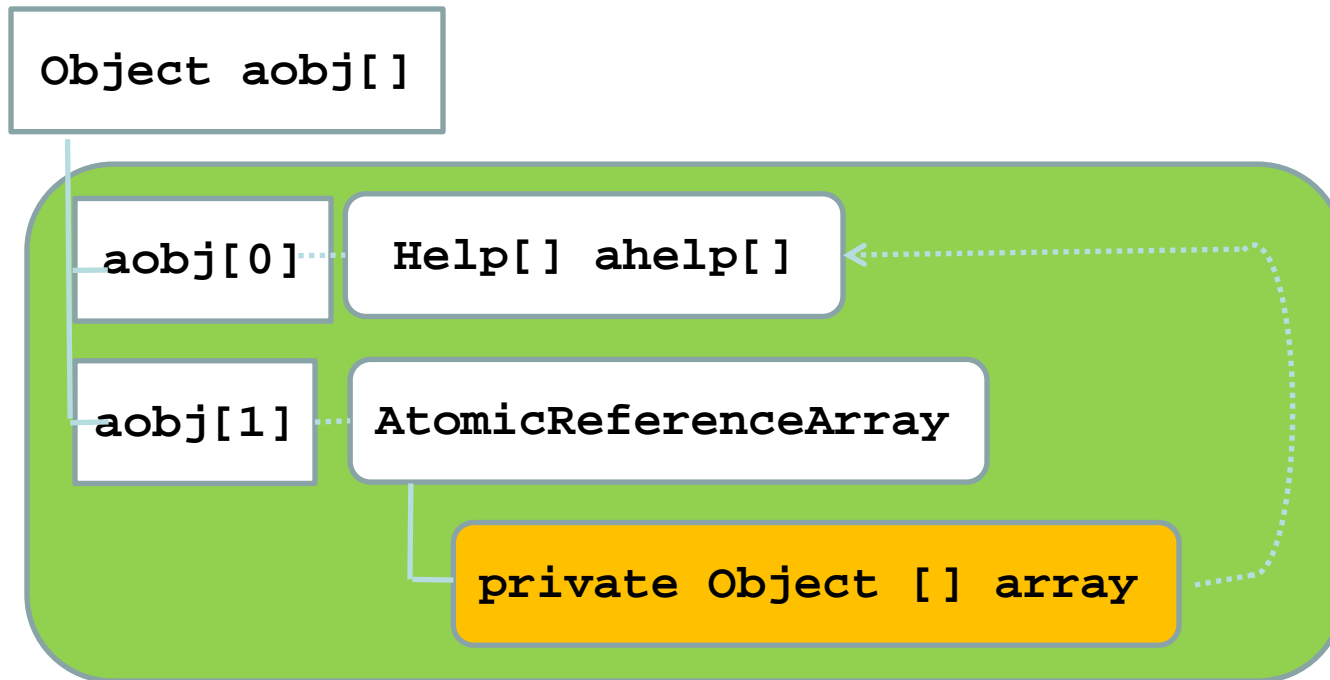 Object aobj[]
aobj[0]
Help[] ahelp[]
aobj[1]
AtomicReferenceArray
private Object [] array